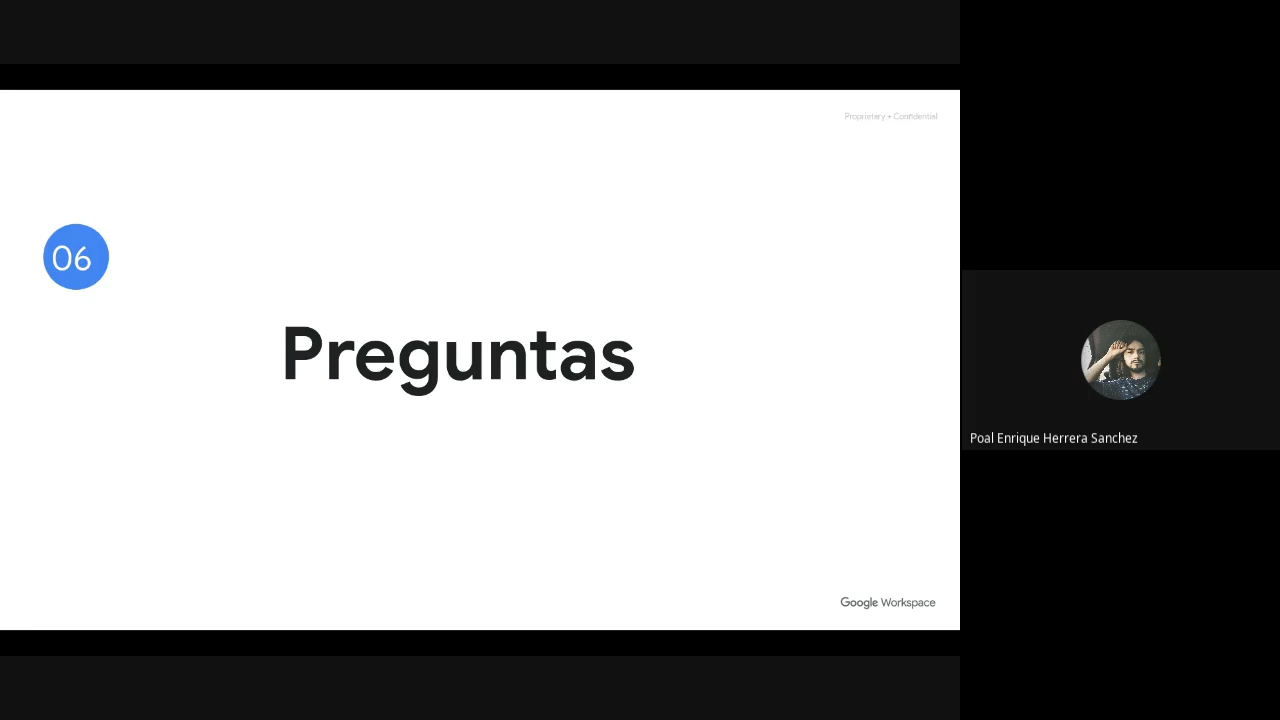 Proprietary + Confidential
06
Preguntas
Poal Enrique Herrera Sanchez
Google Workspace